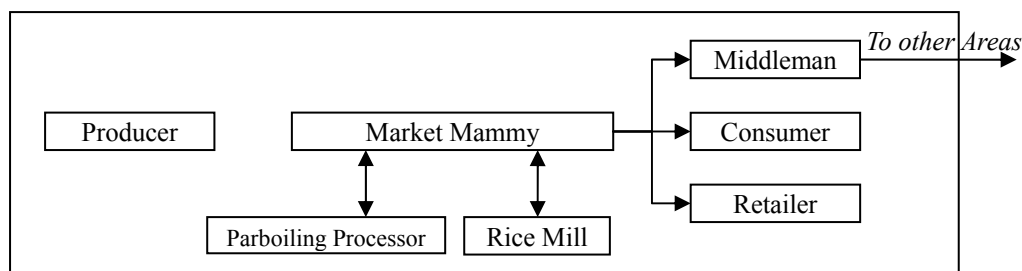 To other Areas
Middleman
Producer
Market Mammy
Consumer
Retailer
Parboiling Processor
Rice Mill